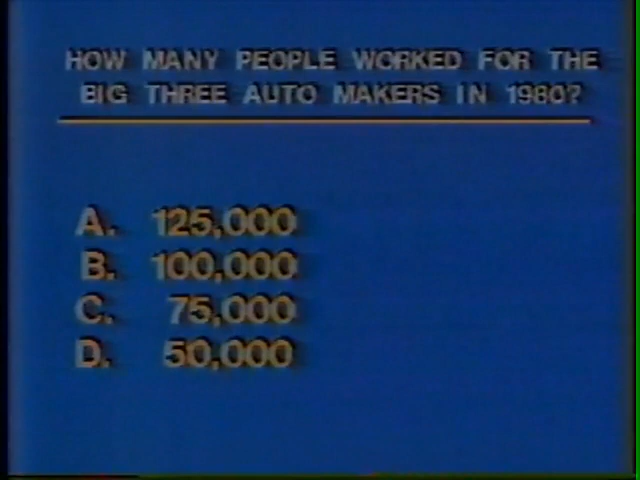 HOW MANY PEOPLE WORKED FOR THE
BIG THREE AUTO MAKERS IN 1980?
A. 125,000
B. 100,000
C. 75,000
D. 50,000